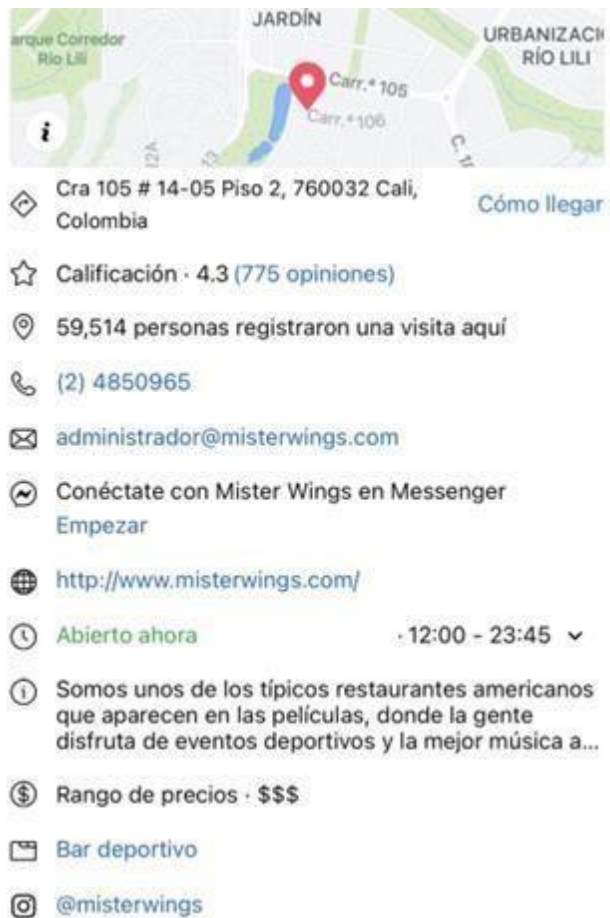 JARDÍN
arque Corredor
Río Lili
URBANIZACI
RÍO LILI
Carr.ª 105
Carr.ª 106
Cra 105 # 14-05 Piso 2, 760032 Cali,
Colombia
Cómo llegar
Calificación · 4.3 (775 opiniones)
59,514 personas registraron una visita aquí
(2) 4850965
administrador@misterwings.com
Conéctate con Mister Wings en Messenger
Empezar
http://www.misterwings.com/
Abierto ahora · 12:00 - 23:45
Somos unos de los típicos restaurantes americanos
que aparecen en las películas, donde la gente
disfruta de eventos deportivos y la mejor música a...
Rango de precios · $$$
Bar deportivo
@misterwings